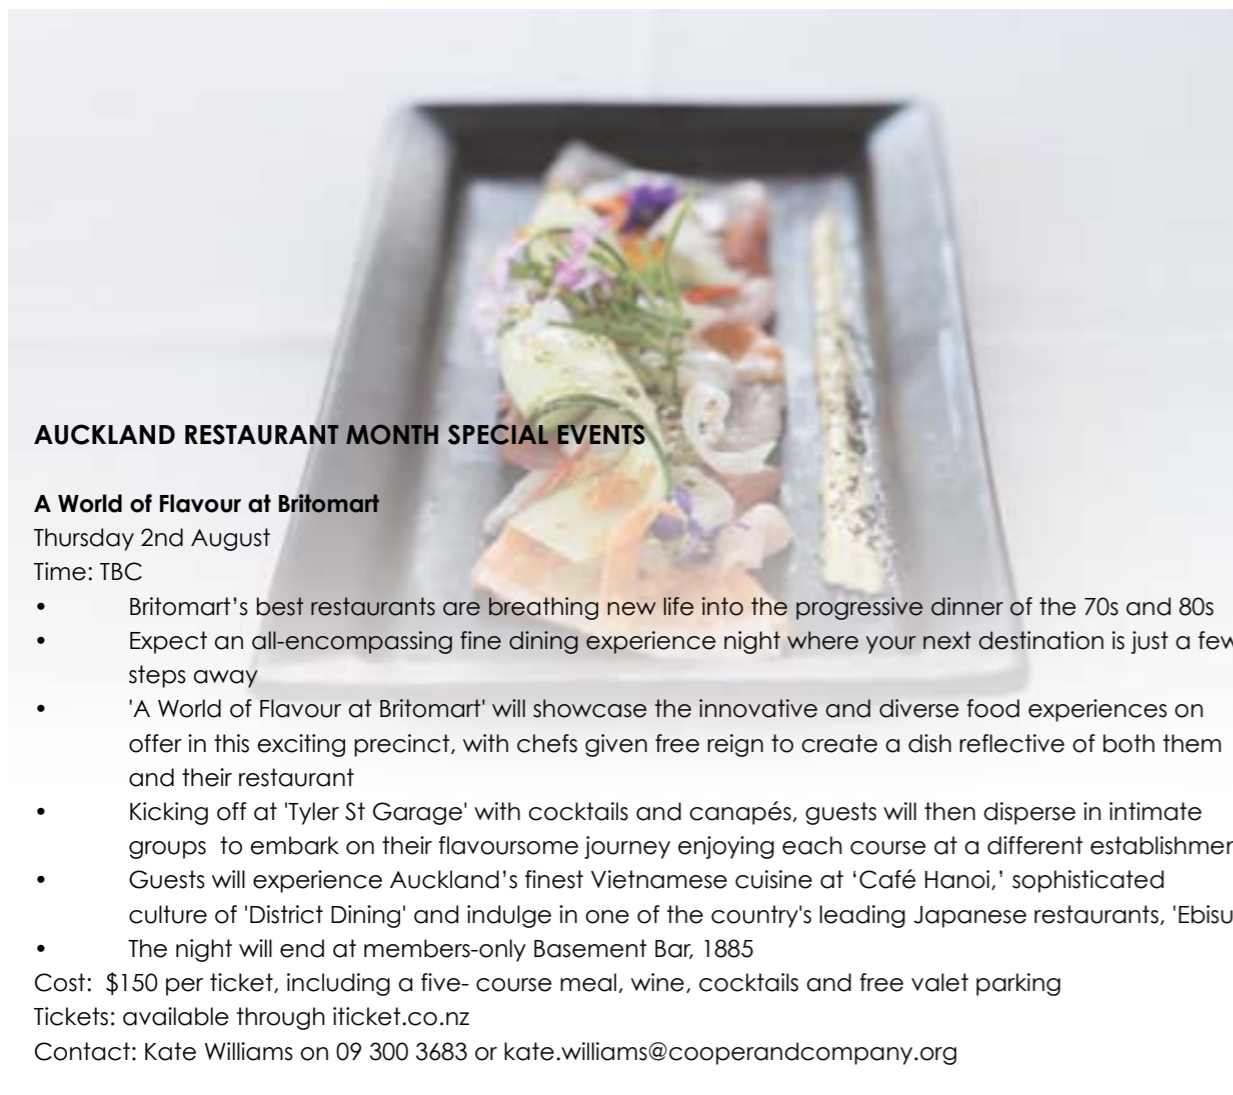 AUCKLAND RESTAURANT MONTH SPECIAL EVENTS
A World of Flavour at Britomart
Thursday 2nd August
Time: TBC
• Britomart’s best restaurants are breathing new life into the progressive dinner of the 70s and 80s
• Expect an all-encompassing fine dining experience night where your next destination is just a few
steps away
• 'A World of Flavour at Britomart' will showcase the innovative and diverse food experiences on
offer in this exciting precinct, with chefs given free reign to create a dish reflective of both them
and their restaurant
• Kicking off at 'Tyler St Garage' with cocktails and canapés, guests will then disperse in intimate
groups  to embark on their flavoursome journey enjoying each course at a different
• Guests will experience Auckland’s finest Vietnamese cuisine at ‘Café Hanoi,’ sophisticated
culture of 'District Dining' and indulge in one of the country's leading Japanese restaurants, 'Ebisu
• The night will end at members-only Basement Bar, 1885
Cost:  $150 per ticket, including a five- course meal, wine, cocktails and free valet parking
Tickets: available through iticket.co.nz
Contact: Kate Williams on 09 300 3683 or kate.williams@cooperandcompany.org